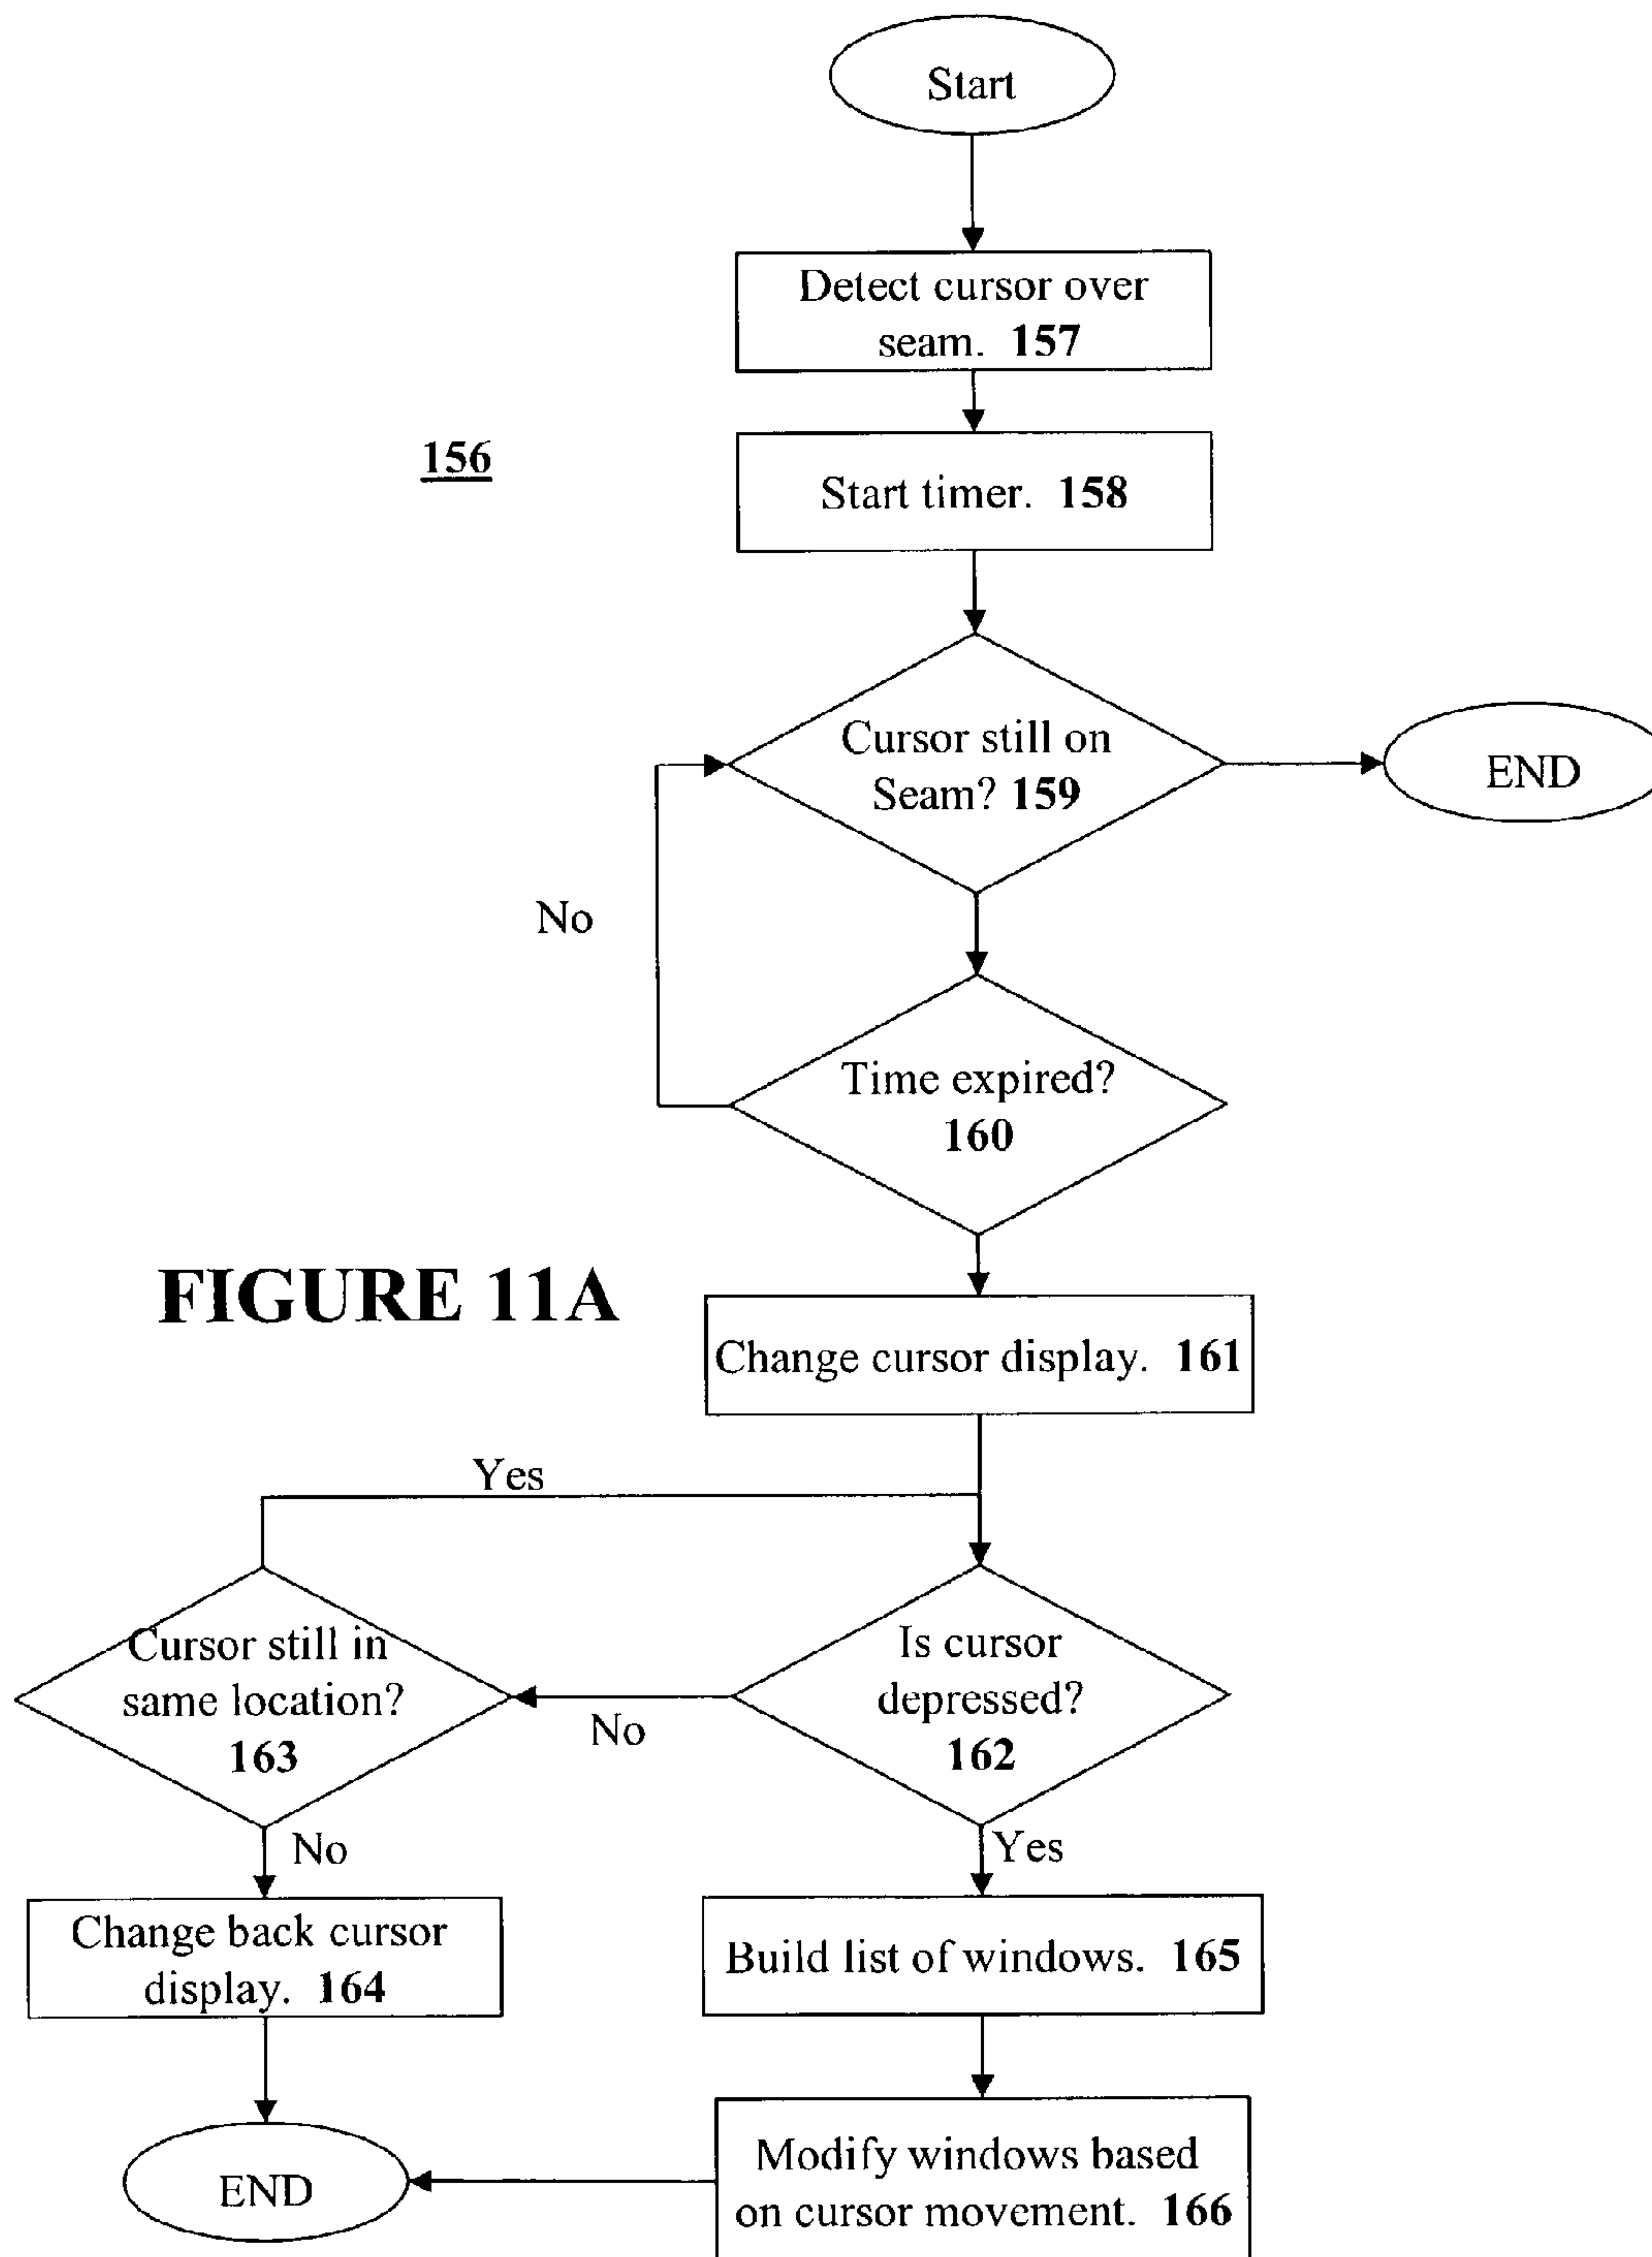 Start
Detect cursor over
seam. 157
156
Start timer. 158
Cursor still on
Seam? 159
END
No
Time expired?
160
FIGURE 11A
Change cursor display. 161
Yes
Cursor still in
same location?
163
Is cursor
depressed?
162
No
No
Yes
Change back cursor
display. 164
Build list of windows. 165
END
Modify windows based
on cursor movement. 166